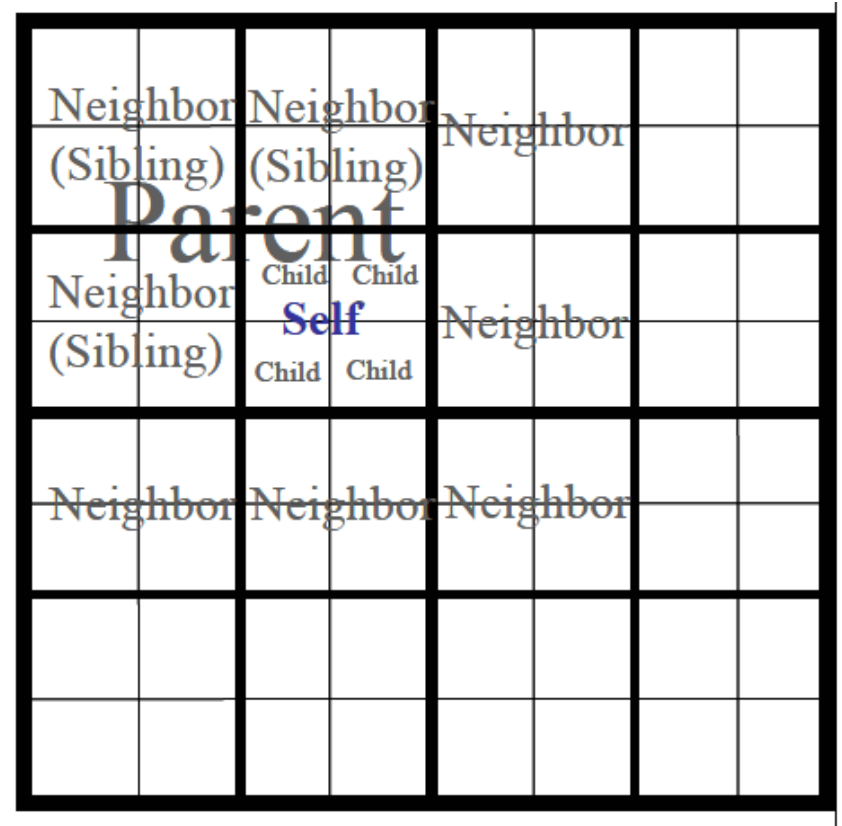 Neighbor Neighbor Neighbor
(Sibling) (Sibling)
Parent
Neighbor Child Child
Self Neighbor
(Sibling) Child Child
Neighbor Neighbor Neighbor